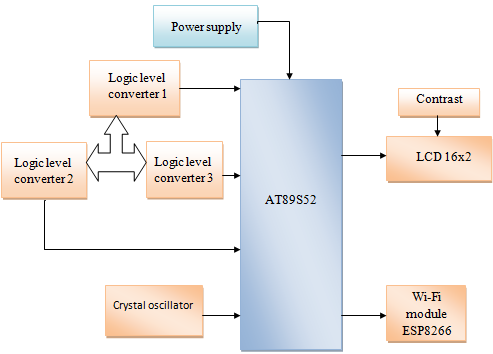 Power supply
Logic level
converter 1
Contrast
Logic level
converter 2
Logic level
converter 3
LCD 16x2
AT89S52
Crystal oscillator
Wi-Fi
module
ESP8266